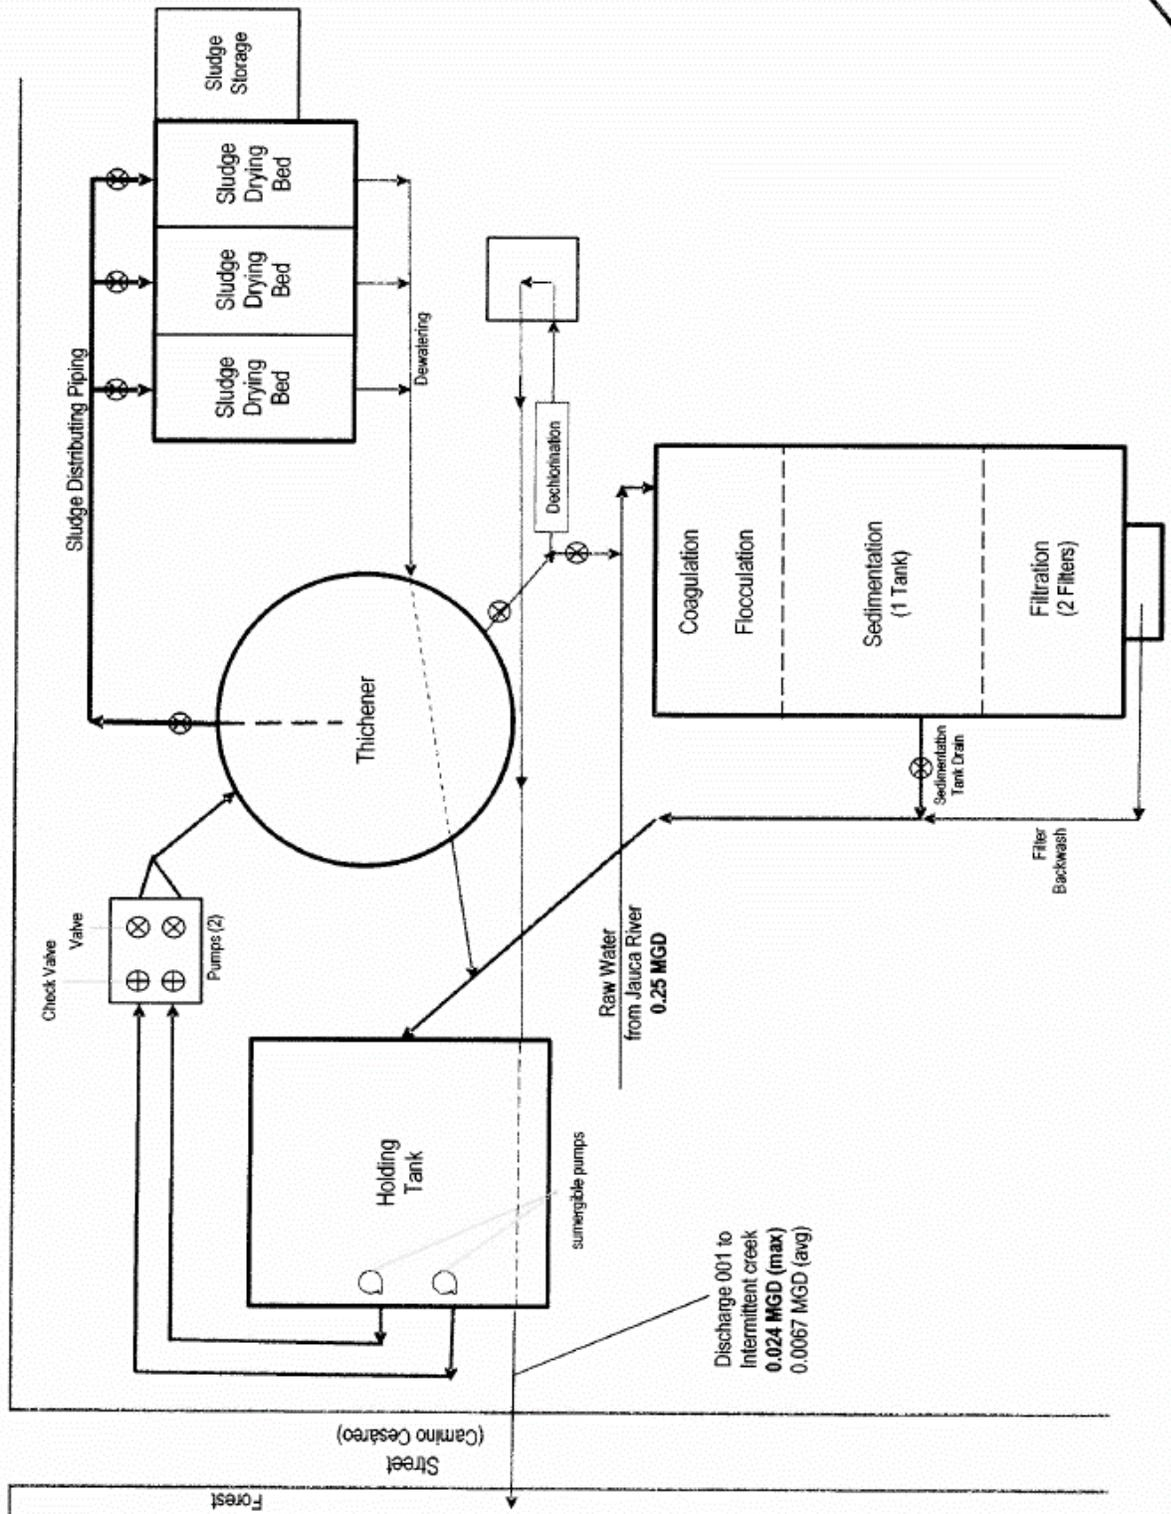 Sludge
Storage
Sludge
Drying
Bed
Sludge
Drying
Bed
Sludge
Drying
Bed
Sludge Distributing Piping
Dewatering
Dechlorination
Thichener
Coagulation
Flocculation
Sedimentation
(1 Tank)
Filtration
(2 Filters)
Sedimentation
Tank Drain
Filter
Backwash
Check Valve
Valve
Pumps (2)
Raw Water
from Jauca River
0.25 MGD
Holding
Tank
sumergible pumps
Discharge 001 to
Intermittent creek
0.024 MGD (max)
0.0067 MGD (avg)
Street
(Camino Cesáreo)
Forest